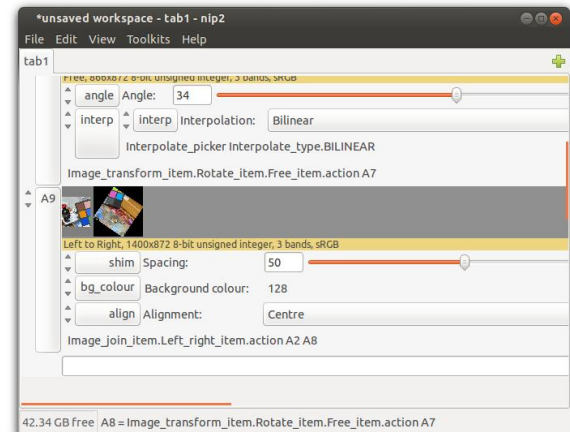 *unsaved workspace - tab1 - nip2
File Edit View Toolkits Help
tab1
Free, 866x872 8-bit unsigned integer, 3 bands, sRGB
angle Angle: 34
interp interp Interpolation: Bilinear
Interpolate_picker Interpolate_type.BILINEAR
Image_transform_item.Rotate_item.Free_item.action A7
A9
Left to Right, 1400x872 8-bit unsigned integer, 3 bands, sRGB
shim Spacing: 50
bg_colour Background colour: 128
align Alignment: Centre
Image_join_item.Left_right_item.action A2 A8
42.34 GB free A8 = Image_transform_item.Rotate_item.Free_item.action A7